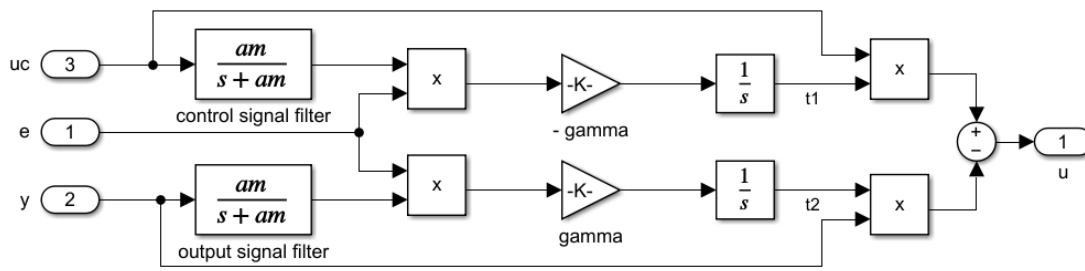 uc
3
am
s + am
control signal filter
x
-K-
- gamma
1
s
t1
x
e
1
+
−
1
u
y
2
am
s + am
output signal filter
x
-K-
gamma
1
s
t2
x